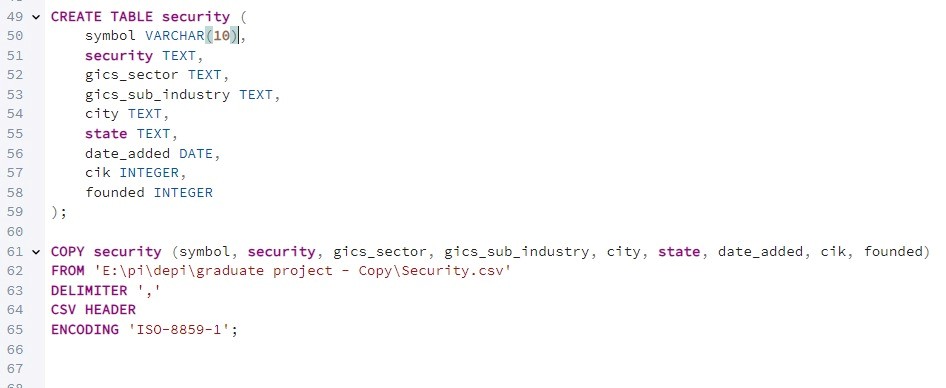 49 CREATE TABLE security (
50 symbol VARCHAR(10),
51 security TEXT,
52 gics_sector TEXT,
53 gics_sub_industry TEXT,
54 city TEXT,
55 state TEXT,
56 date_added DATE,
57 cik INTEGER,
58 founded INTEGER
59 );
60
61 COPY security (symbol, security, gics_sector, gics_sub_industry, city, state, date_added, cik, founded)
62 FROM 'E:\pi\depi\graduate project - Copy\Security.csv'
63 DELIMITER ','
64 CSV HEADER
65 ENCODING 'ISO-8859-1';
66
67